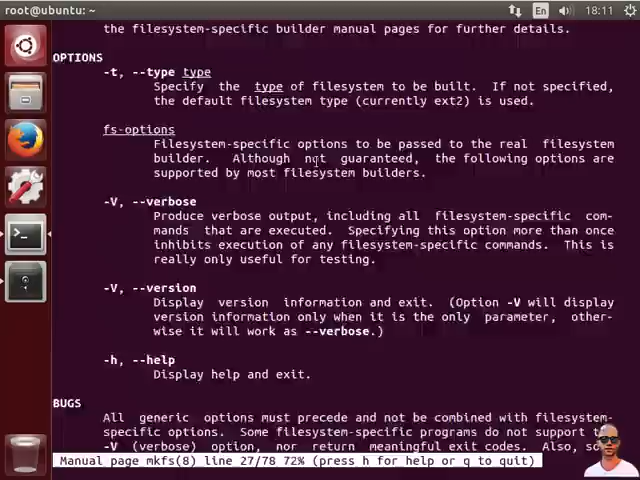 root@ubuntu: ~
En
18:11
the filesystem-specific builder manual pages for further details.
OPTIONS
-t, --type type
Specify the type of filesystem to be built. If not specified,
the default filesystem type (currently ext2) is used.
fs-options
Filesystem-specific options to be passed to the real filesystem
builder. Although not guaranteed, the following options are
supported by most filesystem builders.
-V, --verbose
Produce verbose output, including all filesystem-specific com-
mands that are executed. Specifying this option more than once
inhibits execution of any filesystem-specific commands. This is
really only useful for testing.
-V, --version
Display version information and exit. (Option -V will display
version information only when it is the only parameter, other-
wise it will work as --verbose.)
-h, --help
Display help and exit.
BUGS
All generic options must precede and not be combined with filesystem-
specific options. Some filesystem-specific programs do not support
-V (verbose) option, nor return meaningful exit codes. Also,
Manual page mkfs(8) line 27/78 72% (press h for help or q to quit)